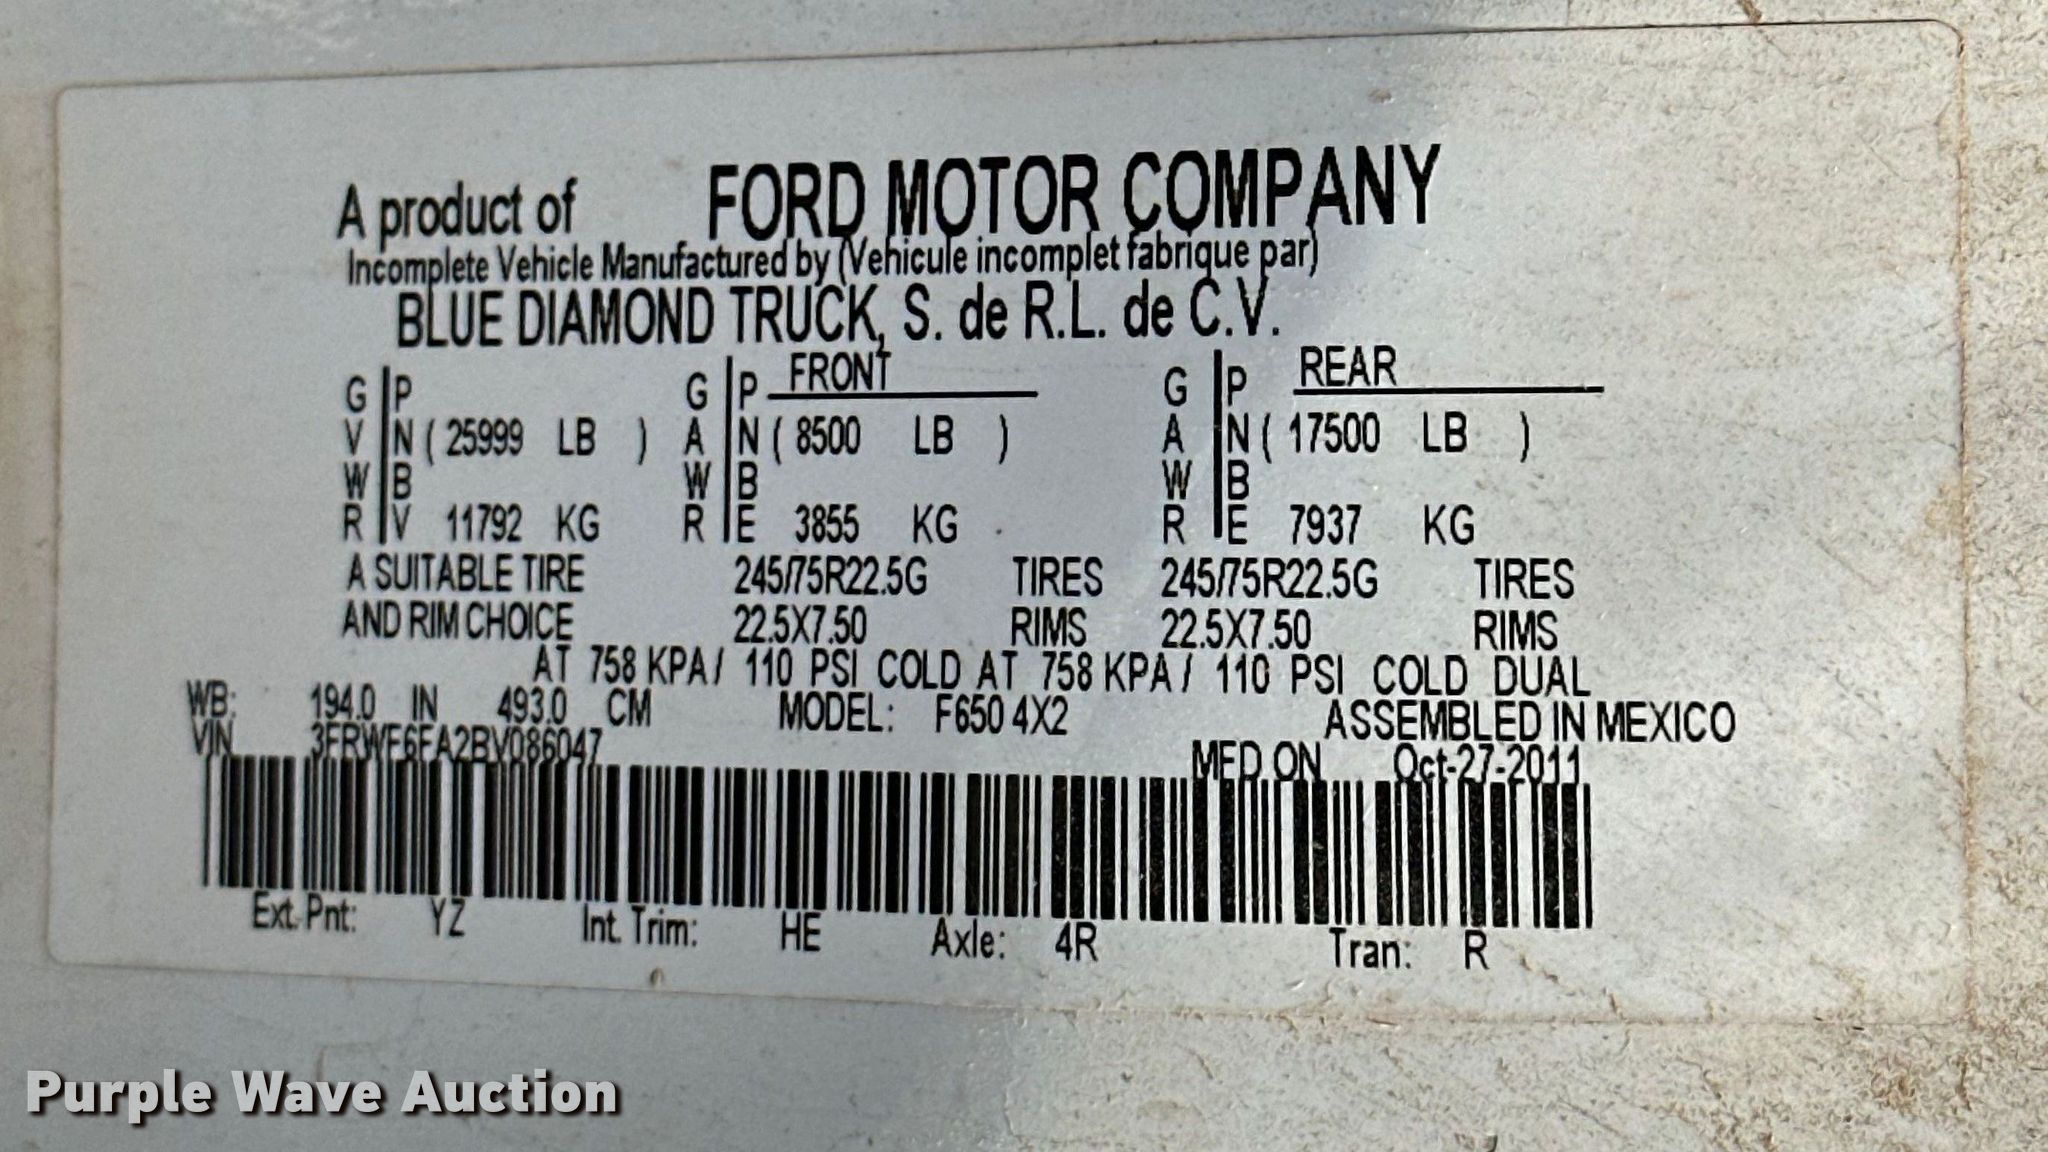 A product of FORD MOTOR COMPANY
Incomplete Vehicle Manufactured by (Vehicule incomplet fabrique par)
BLUE DIAMOND TRUCK, S. de R.L. de C.V.
G P G P FRONT G P REAR
V N ( 25999 LB ) A N ( 8500 LB ) A N ( 17500 LB )
W B W B W B
R V 11792 KG R E 3855 KG R E 7937 KG
A SUITABLE TIRE 245/75R22.5G TIRES 245/75R22.5G TIRES
AND RIM CHOICE 22.5X7.50 RIMS 22.5X7.50 RIMS
AT 758 KPA / 110 PSI COLD AT 758 KPA / 110 PSI COLD DUAL
WB: 194.0 IN 493.0 CM MODEL: F650 4X2 ASSEMBLED IN MEXICO
VIN 3FRWF6FA2BV086047 MFD ON Oct-27-2011
Ext. Pnt: YZ Int. Trim: HE Axle: 4R Tran: R
Purple Wave Auction